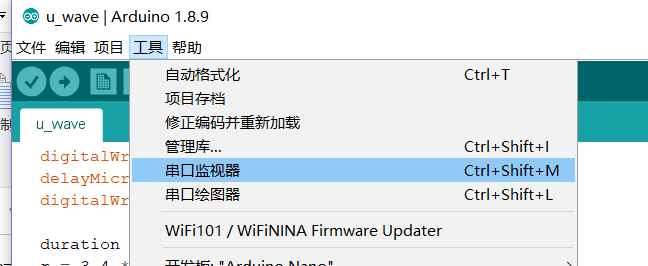 u_wave | Arduino 1.8.9
文件 编辑 项目 工具 帮助
自动格式化 Ctrl+T
项目存档
修正编码并重新加载
管理库... Ctrl+Shift+I
串口监视器 Ctrl+Shift+M
串口绘图器 Ctrl+Shift+L
WiFi101 / WiFiNINA Firmware Updater
开发板: "Arduino Nano"
u_wave
digitalWr
delayMicr
digitalWr
duration